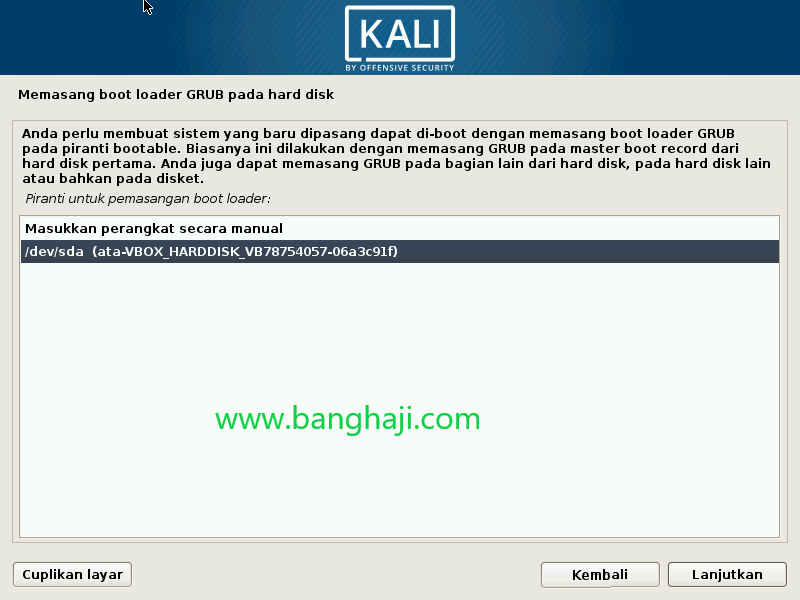 KALI
BY OFFENSIVE SECURITY
Memasang boot loader GRUB pada hard disk
Anda perlu membuat sistem yang baru dipasang dapat di-boot dengan memasang boot loader GRUB
pada piranti bootable. Biasanya ini dilakukan dengan memasang GRUB pada master boot record dari
hard disk pertama. Anda juga dapat memasang GRUB pada bagian lain dari hard disk, pada hard disk lain
atau bahkan pada disket.
Piranti untuk pemasangan boot loader:
Masukkan perangkat secara manual
/dev/sda (ata-VBOX_HARDDISK_VB78754057-06a3c91f)
www.banghaji.com
Cuplikan layar
Kembali
Lanjutkan